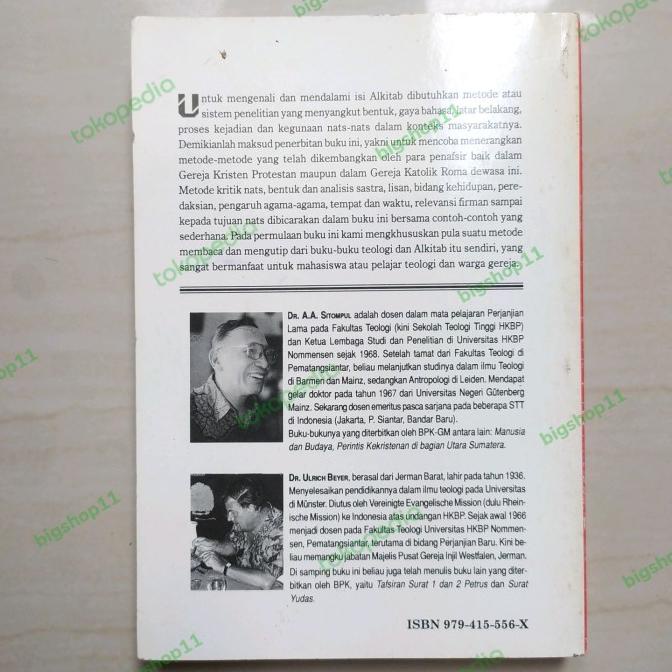 Untuk mengenali dan mendalami isi Alkitab dibutuhkan metode atau
sistem penelitian yang menyangkut bentuk, gaya bahasa, latar belakang,
proses kejadian dan kegunaan nats-nats dalam konteks masyarakatnya.
Demikianlah maksud penerbitan buku ini, yakni untuk mencoba menerangkan
metode-metode yang telah dikembangkan oleh para penafsir baik dalam
Gereja Kristen Protestan maupun dalam Gereja Katolik Roma dewasa ini.
Metode kritik nats, bentuk dan analisis sastra, lisan, bidang kehidupan, pere-
daksian, pengaruh agama-agama, tempat dan waktu, relevansi firman sampai
kepada tujuan nats dibicarakan dalam buku ini bersama contoh-contoh yang
sederhana. Pada permulaan buku ini kami mengkhususkan pula suatu metode
membaca dan mengutip dari buku-buku teologi dan Alkitab itu sendiri, yang
sangat bermanfaat untuk mahasiswa atau pelajar teologi dan warga gereja.
DR. A.A. SITOMPUL adalah dosen dalam mata pelajaran Perjanjian
Lama pada Fakultas Teologi (kini Sekolah Teologi Tinggi HKBP)
dan Ketua Lembaga Studi dan Penelitian di Universitas HKBP
Nommensen sejak 1968. Setelah tamat dari Fakultas Teologi di
Pematangsiantar, beliau melanjutkan studinya dalam ilmu Teologi
di Barmen dan Mainz, sedangkan Antropologi di Leiden. Mendapat
gelar doktor pada tahun 1967 dari Universitas Negeri Gütenberg
Mainz. Sekarang dosen emeritus pasca sarjana pada beberapa STT
di Indonesia (Jakarta, P. Siantar, Bandar Baru).
Buku-bukunya yang diterbitkan oleh BPK-GM antara lain: Manusia
dan Budaya, Perintis Kekristenan di bagian Utara Sumatera.
DR. ULRICH BEYER, berasal dari Jerman Barat, lahir pada tahun 1936.
Menyelesaikan pendidikannya dalam ilmu teologi pada Universitas
di Münster. Diutus oleh Vereinigte Evangelische Mission (dulu Rhein-
ische Mission) ke Indonesia atas undangan HKBP. Sejak awal 1966
menjadi dosen pada Fakultas Teologi Universitas HKBP Nommen-
sen, Pematangsiantar, terutama di bidang Perjanjian Baru. Kini be-
liau memangku jabatan Majelis Pusat Gereja Injil Westfalen, Jerman.
Di samping buku ini beliau juga telah menulis buku lain yang diter-
bitkan oleh BPK, yaitu Tafsiran Surat 1 dan 2 Petrus dan Surat
Yudas.
ISBN 979-415-556-X
bigshop11
tokopedia
tokopedia
bigshop11
tokopedia
bigshop11
tokopedia
bigshop11
bigshop11
tokopedia
bigshop11
bigshop11